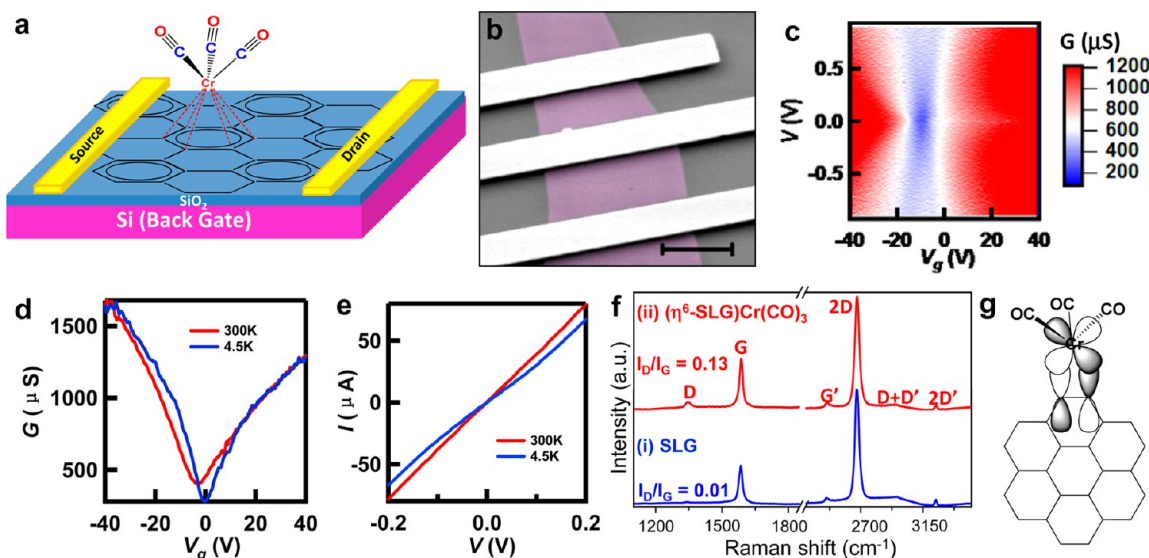 a
O O O
C C C
Cr
Source
Drain
SiO2
Si (Back Gate)
b
c
G (μS)
1200
1000
800
600
400
200
V (V)
0.5
0.0
-0.5
-40 -20 0 20 40
Vg (V)
d
G ( μ S)
1500
1000
500
300K
4.5K
-40 -20 0 20 40
Vg (V)
e
I ( μ A)
50
0
-50
300K
4.5K
-0.2 0.0 0.2
V (V)
f
Intensity (a.u.)
(ii) (η6-SLG)Cr(CO)3
2D
ID/IG = 0.13
G
D
G' D+D' 2D'
(i) SLG
ID/IG = 0.01
1200 1500 1800 2700 3150
Raman shift (cm-1)
g
OC
OC CO
Cr